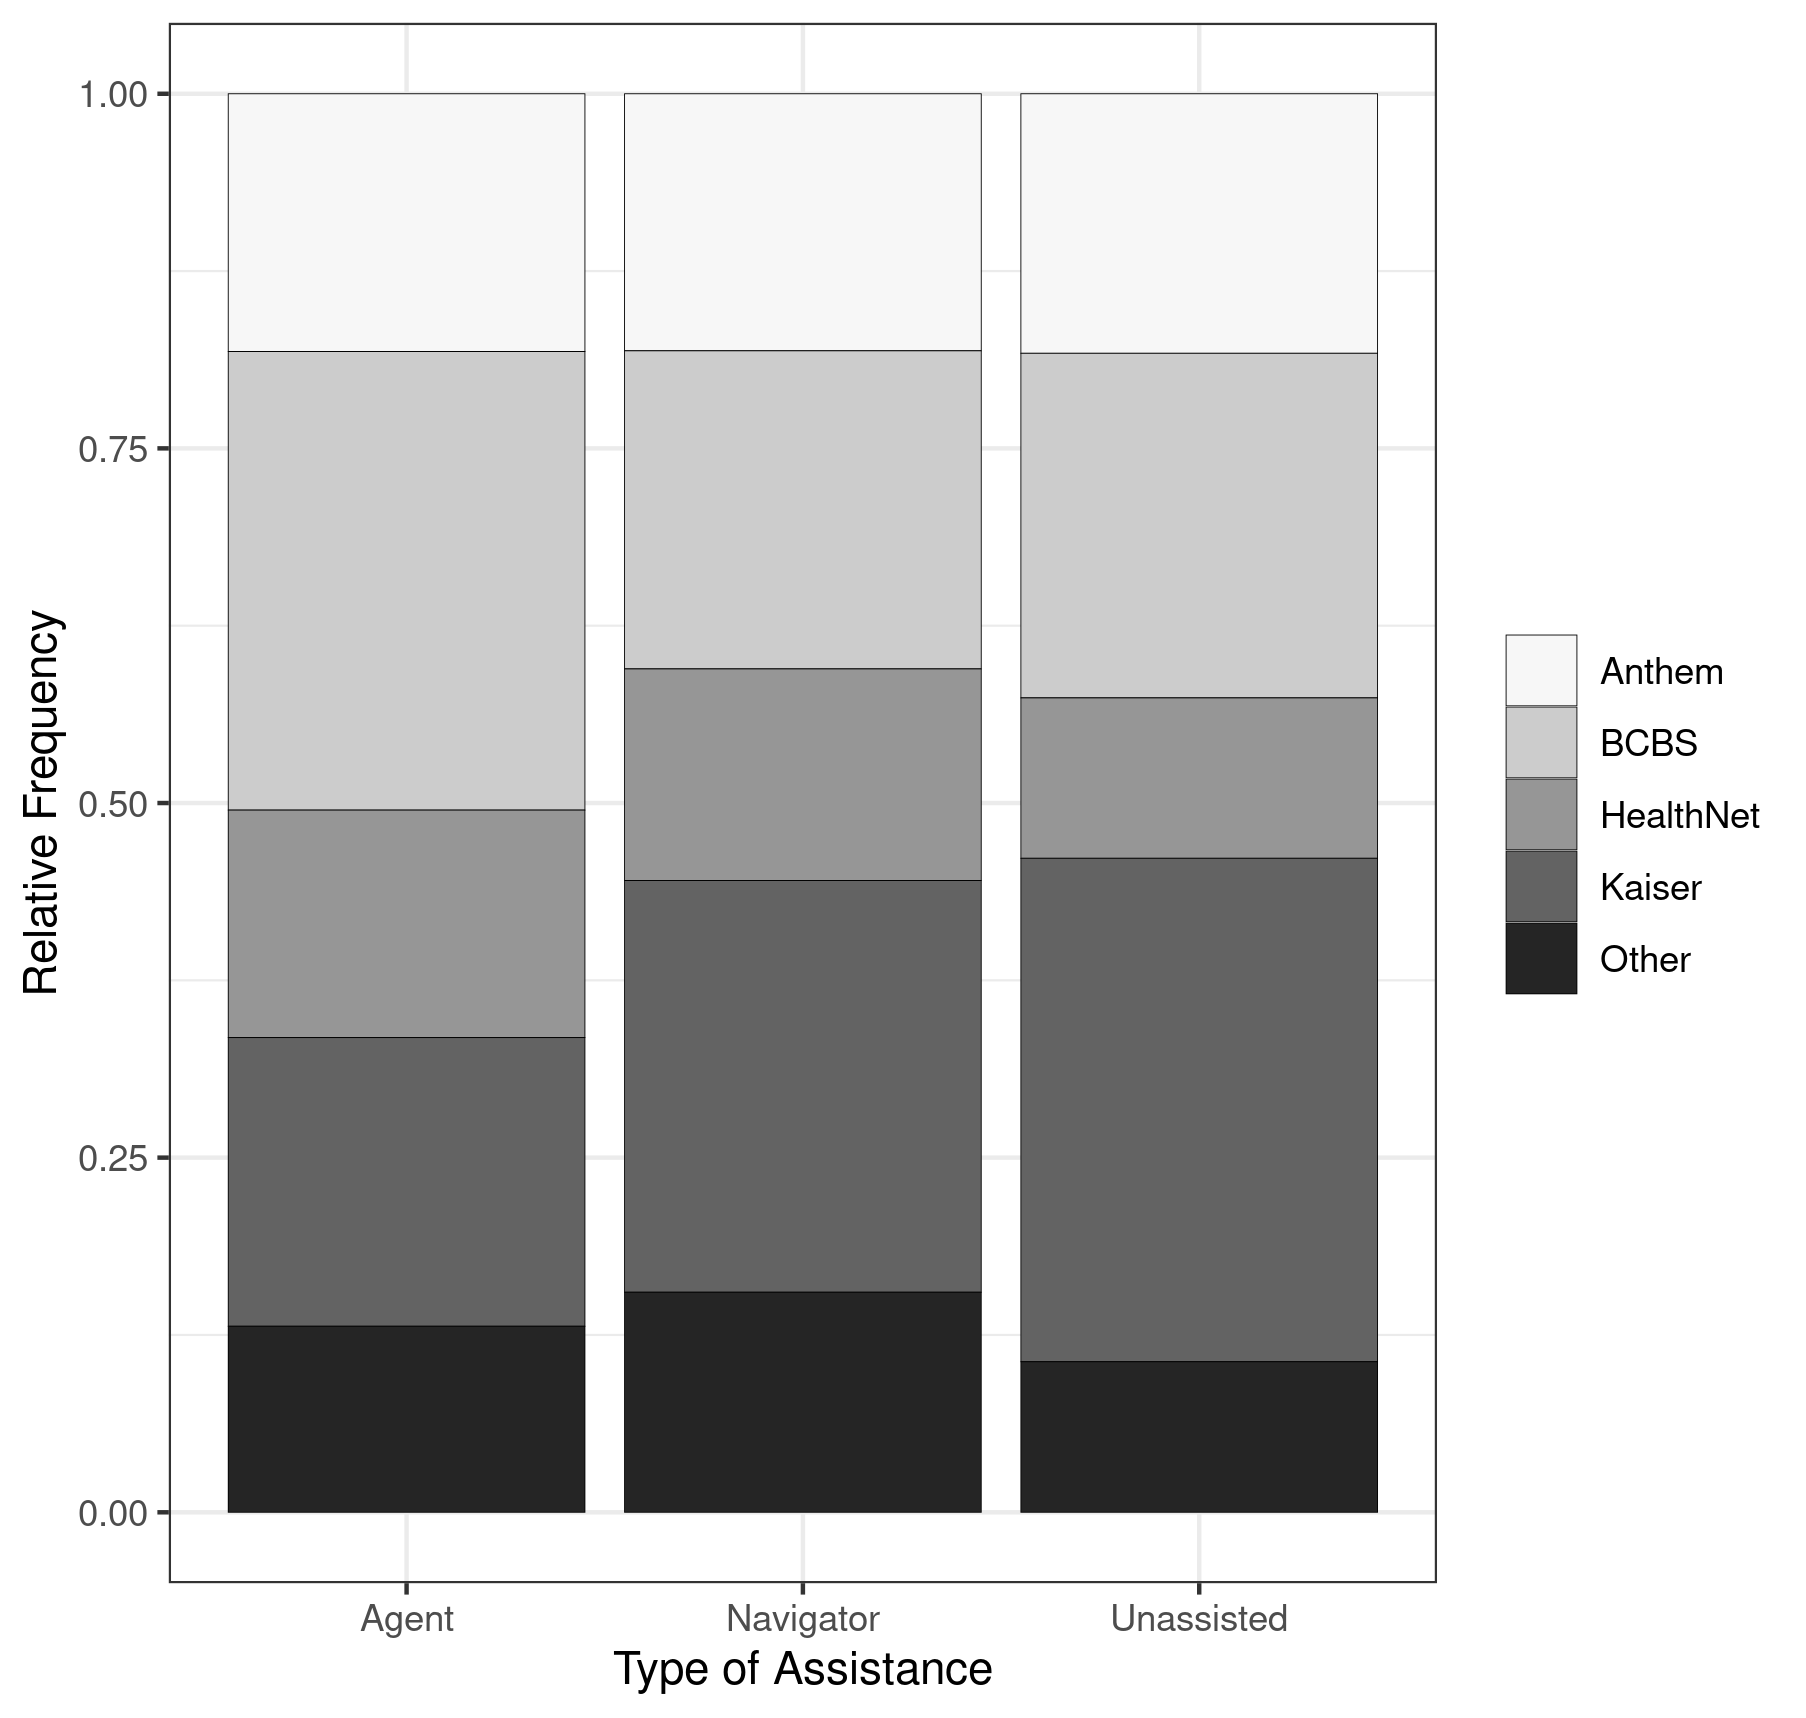 1.00
0.75
0.50
0.25
0.00
Relative Frequency
Agent
Navigator
Unassisted
Type of Assistance
Anthem
BCBS
HealthNet
Kaiser
Other